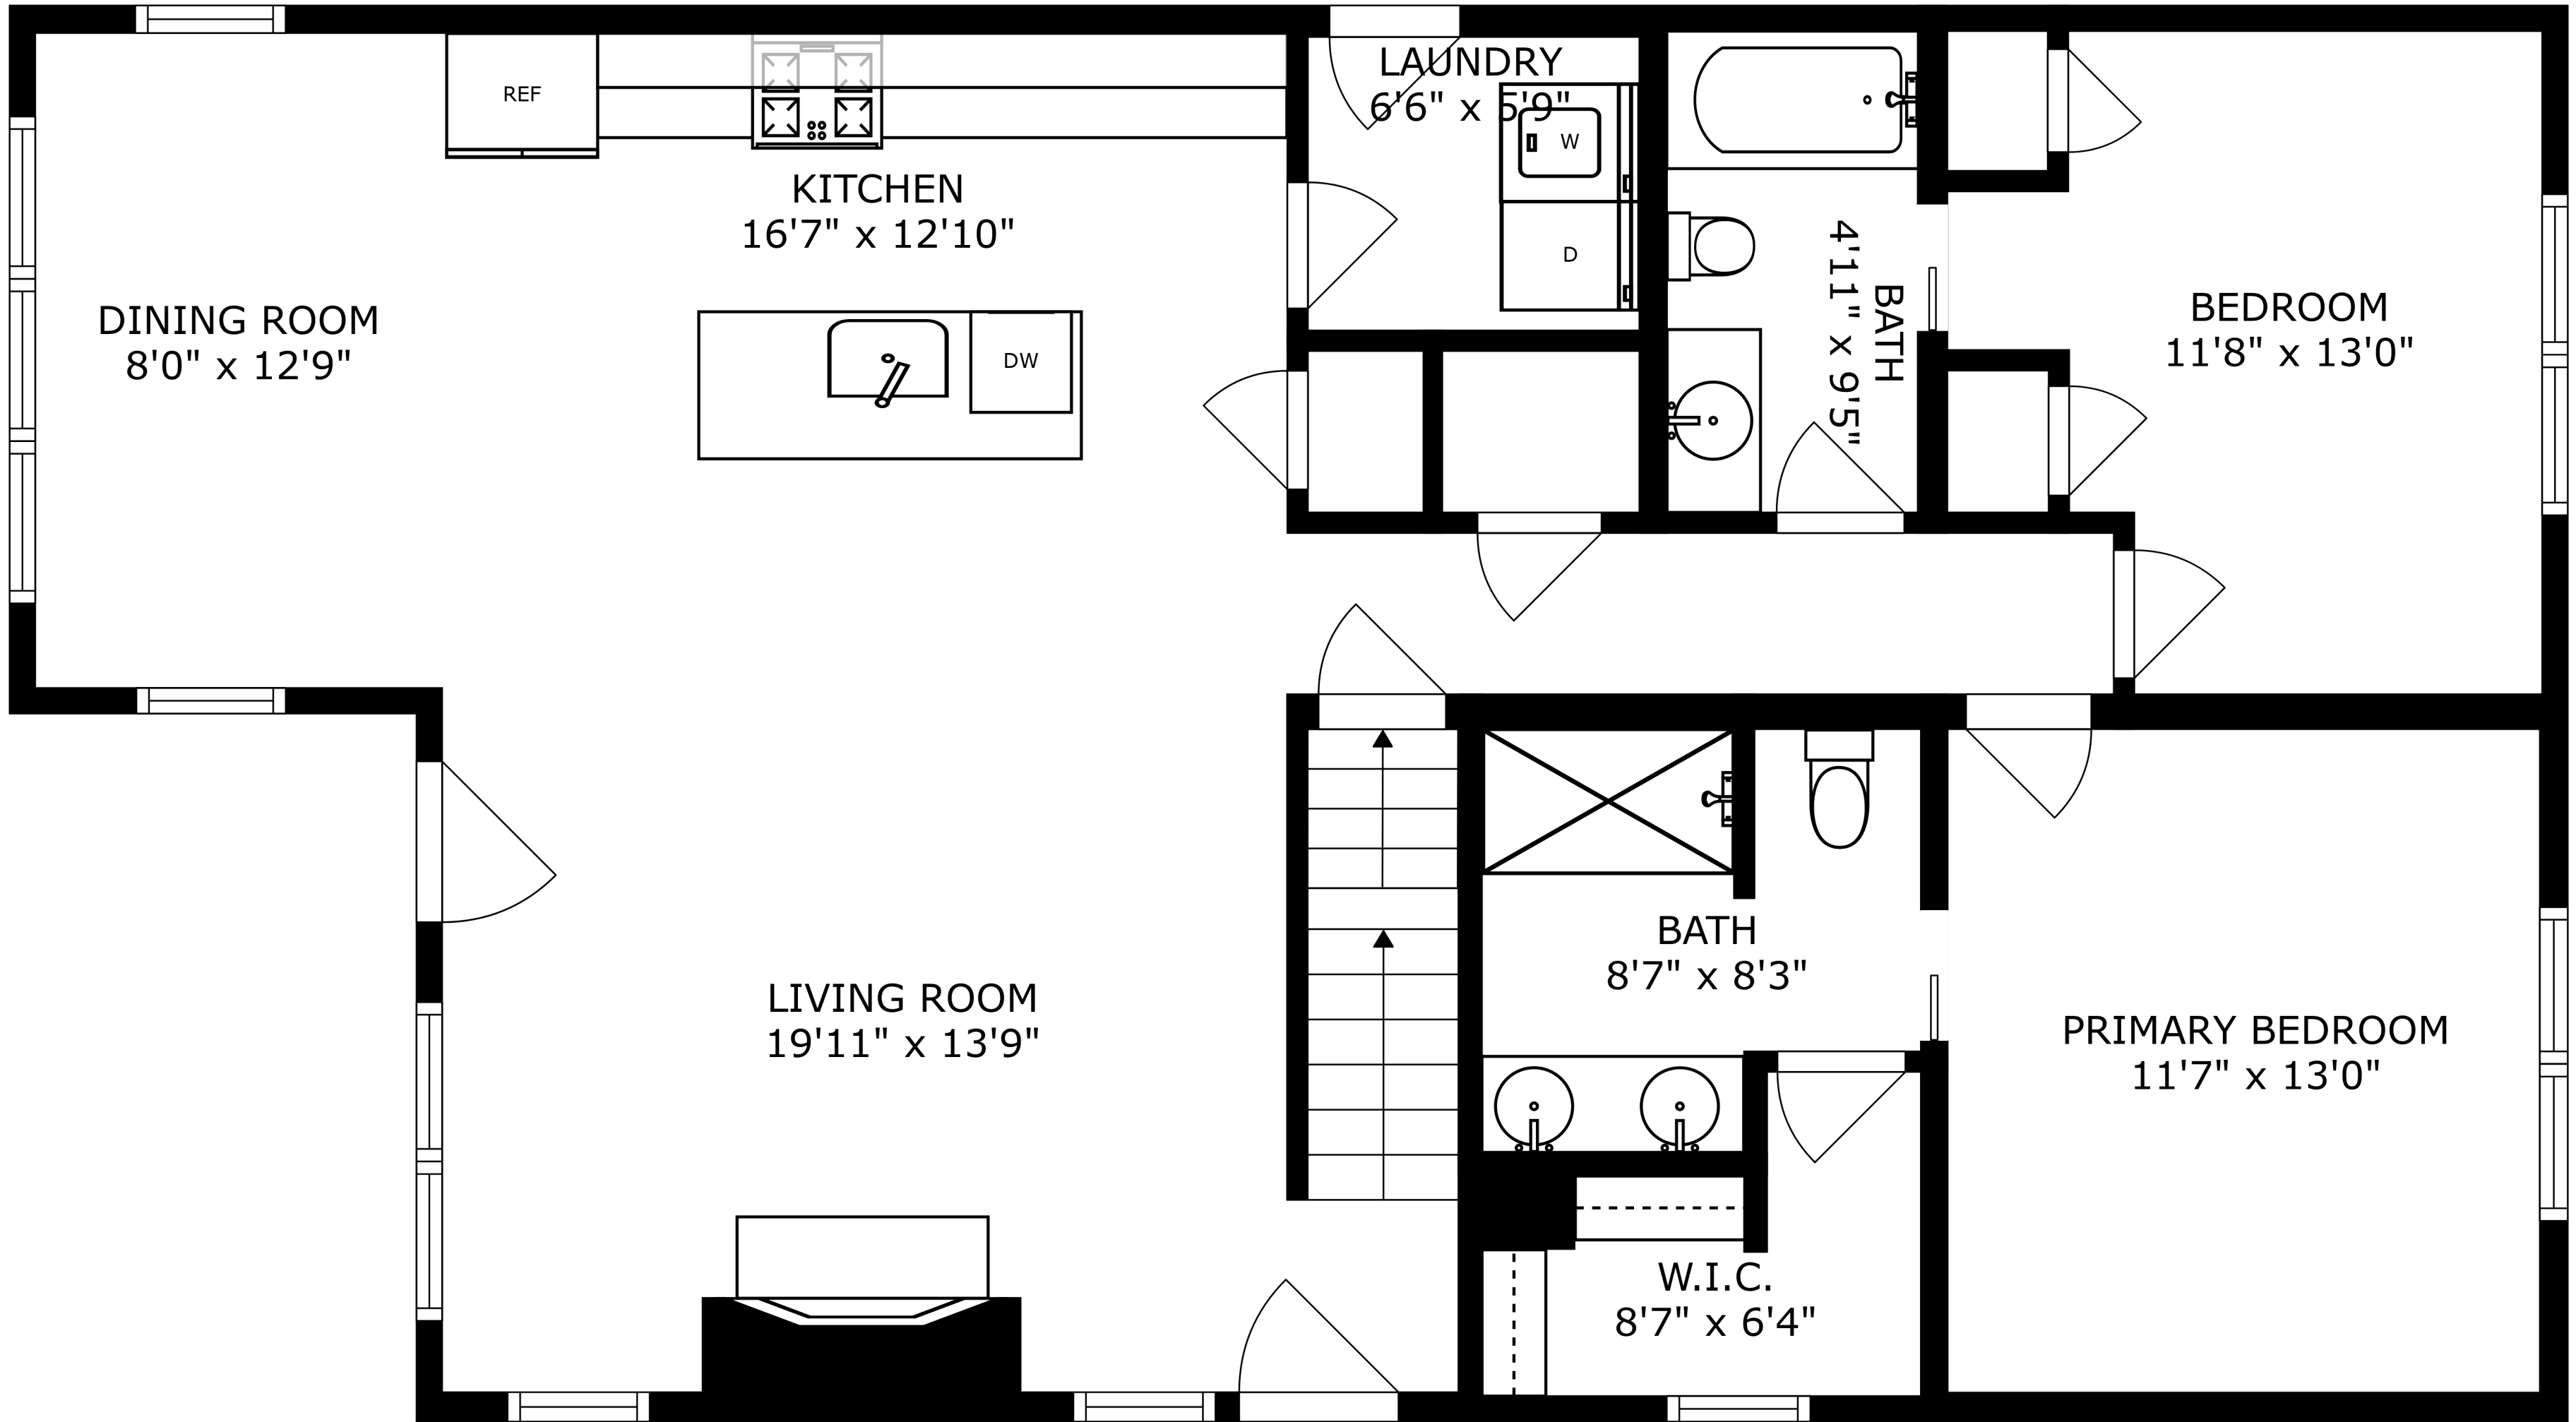 LAUNDRY
6'6" x 5'9"
REF
W
KITCHEN
16'7" x 12'10"
D
DINING ROOM
8'0" x 12'9"
DW
BATH
4'11" x 9'5"
BEDROOM
11'8" x 13'0"
BATH
8'7" x 8'3"
LIVING ROOM
19'11" x 13'9"
PRIMARY BEDROOM
11'7" x 13'0"
W.I.C.
8'7" x 6'4"